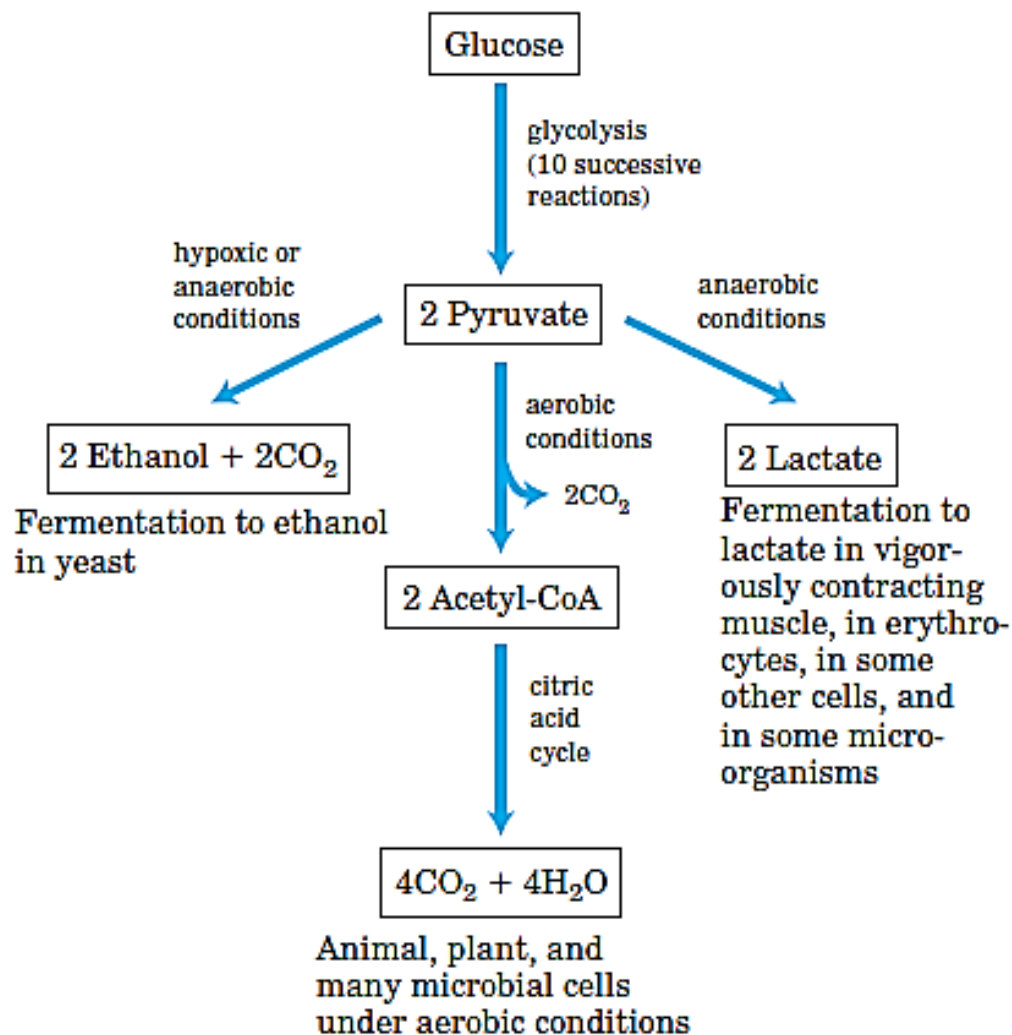 Glucose
glycolysis
(10 successive
reactions)
hypoxic or
anaerobic
conditions
2 Pyruvate
anaerobic
conditions
2 Ethanol + 2CO₂
Fermentation to ethanol
in yeast
aerobic
conditions
2CO₂
2 Lactate
Fermentation to
lactate in vigor-
ously contracting
muscle, in erythro-
cytes, in some
other cells, and
in some micro-
organisms
2 Acetyl-CoA
citric
acid
cycle
4CO₂ + 4H₂O
Animal, plant, and
many microbial cells
under aerobic conditions